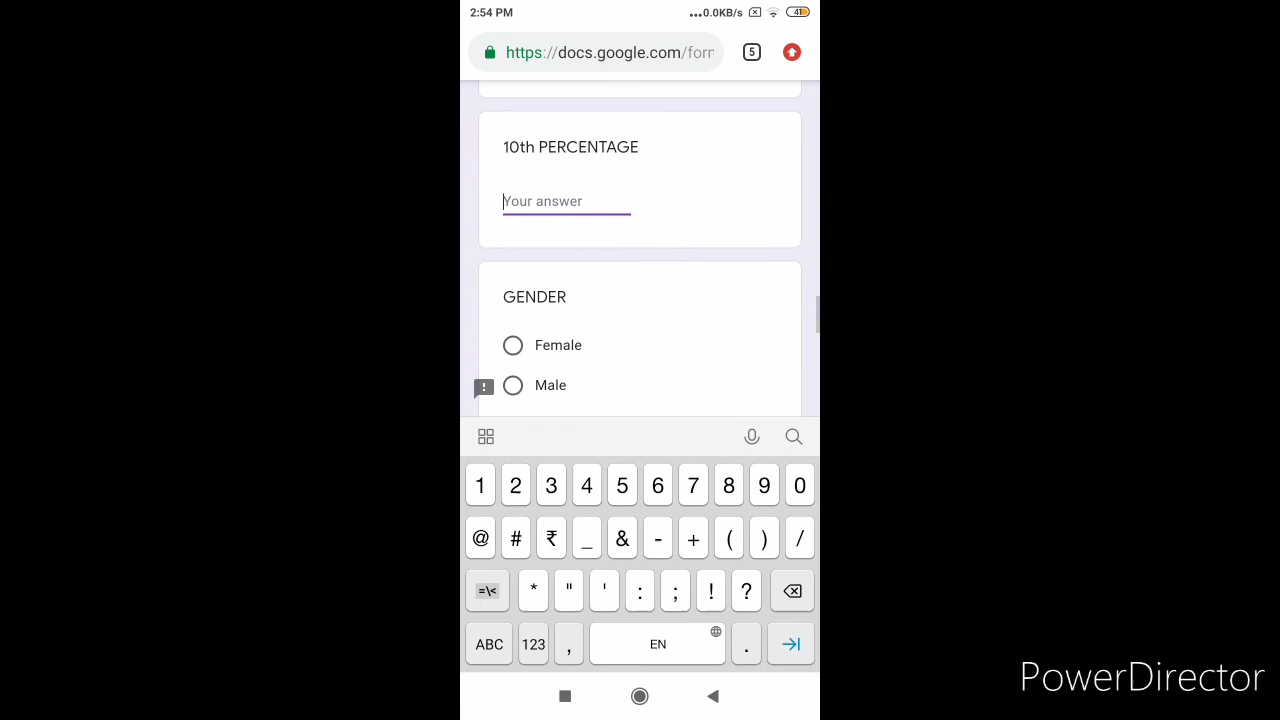 2:54 PM
...0.0KB/s
41
https://docs.google.com/forr
5
10th PERCENTAGE
Your answer
GENDER
Female
Male
1 2 3 4 5 6 7 8 9 0
@ # ₹ _ & - + ( ) /
=\< * " ' : ; ! ?
ABC 123 , EN .
PowerDirector